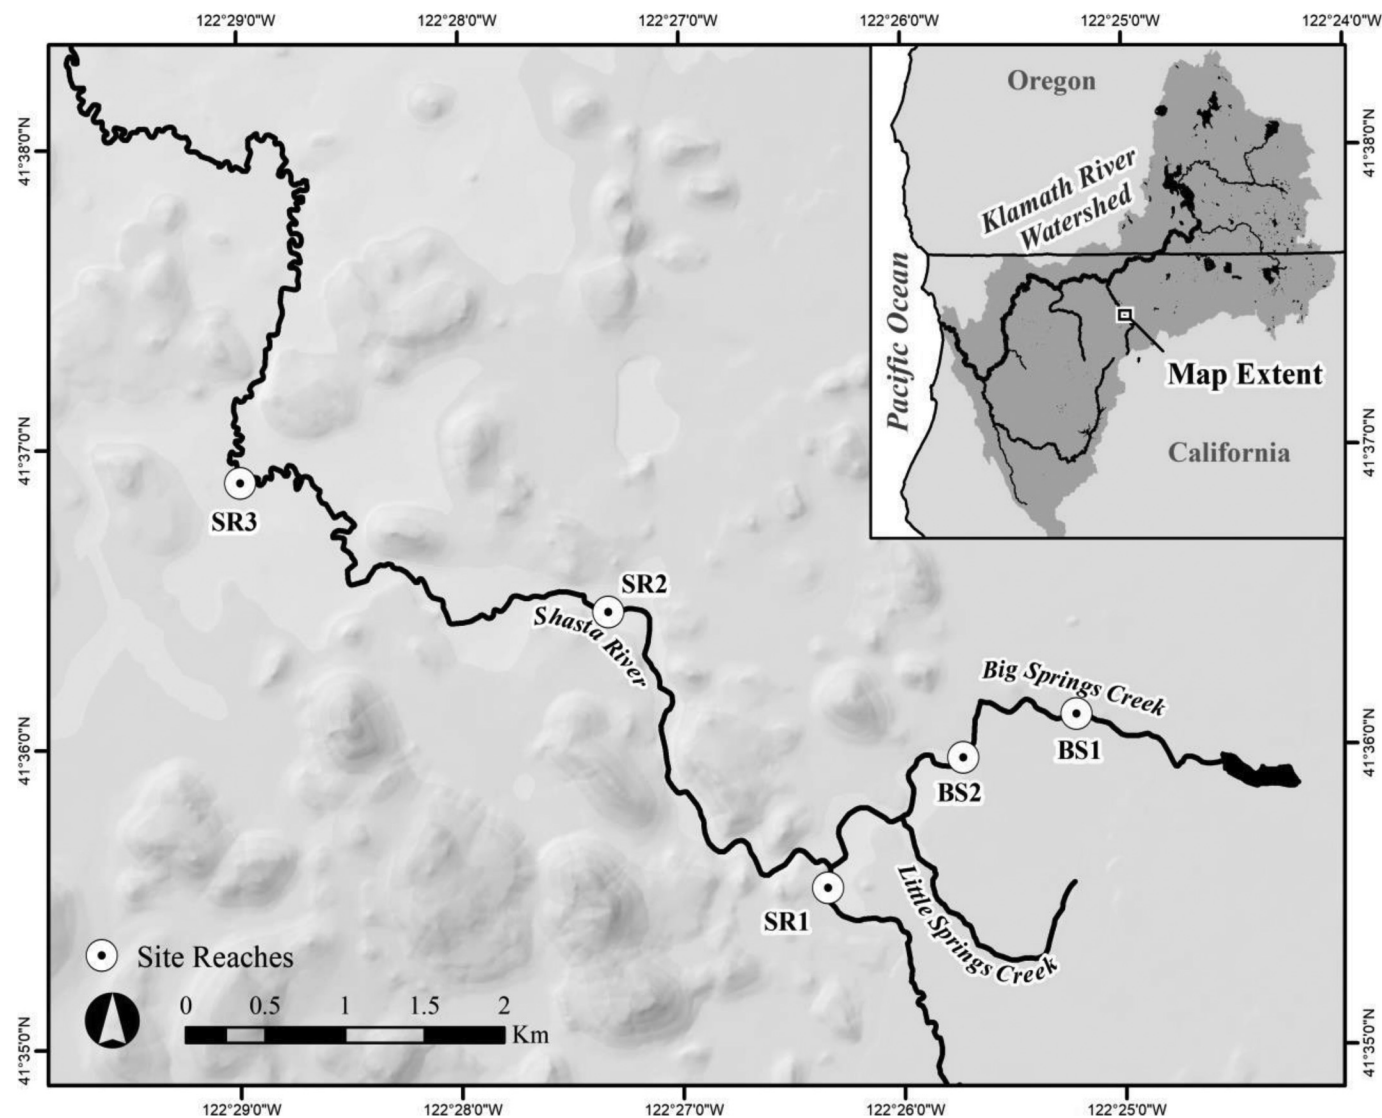 122°29'0"W 122°28'0"W 122°27'0"W 122°26'0"W 122°25'0"W 122°24'0"W
41°38'0"N
41°37'0"N
41°36'0"N
41°35'0"N
Oregon
Klamath River
Watershed
Pacific Ocean
Map Extent
California
41°38'0"N
41°37'0"N
41°36'0"N
41°35'0"N
SR3
SR2
Shasta River
Big Springs Creek
BS1
BS2
SR1
Little Springs Creek
Site Reaches
0 0.5 1 1.5 2
Km
122°29'0"W 122°28'0"W 122°27'0"W 122°26'0"W 122°25'0"W